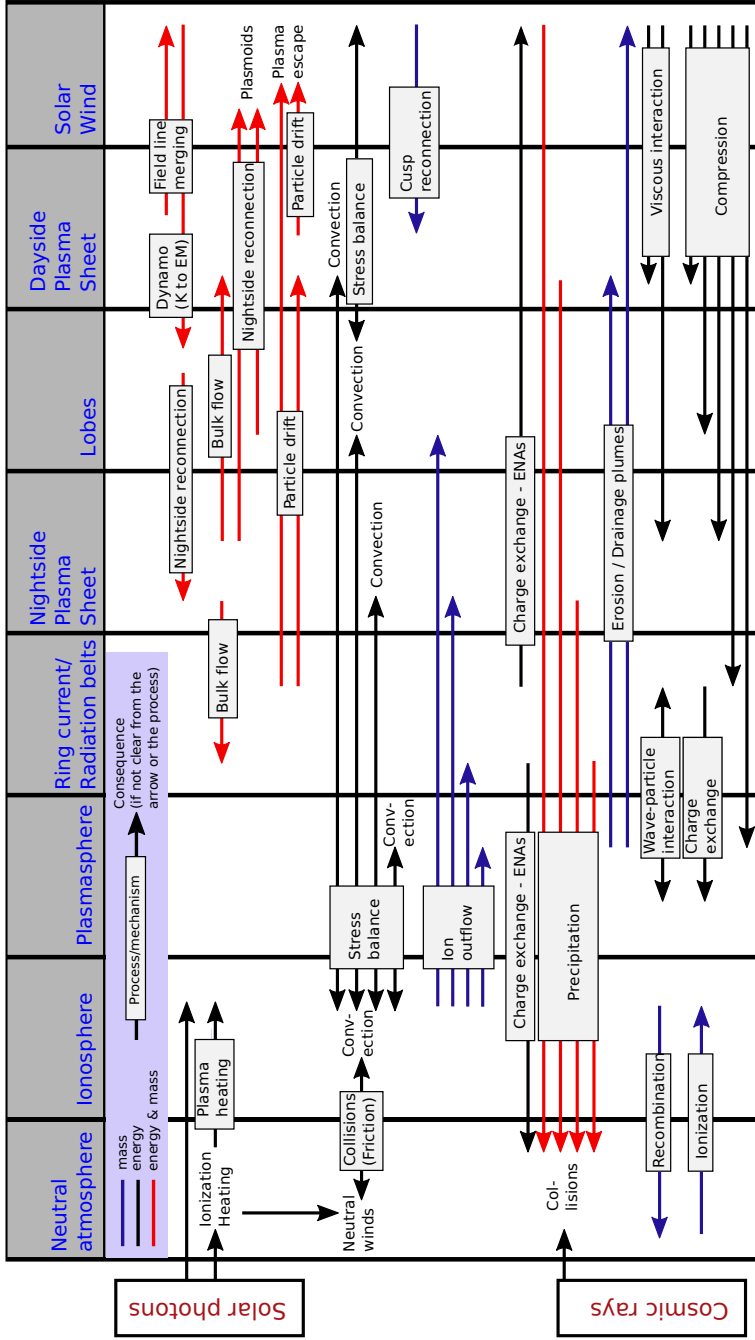 Neutral
atmosphere
Ionosphere
Plasmasphere
Ring current/
Radiation belts
Nightside
Plasma
Sheet
Lobes
Dayside
Plasma
Sheet
Solar
Wind
mass
energy
energy & mass
Process/mechanism
Consequence
(if not clear from the
arrow or the process)
Solar photons
Cosmic rays
Ionization
Heating
Plasma
heating
Neutral
winds
Collisions
(Friction)
Conv-
ection
Stress
balance
Conv-
ection
Convection
Convection
Convection
Stress balance
Nightside reconnection
Dynamo
(K to EM)
Field line
merging
Bulk flow
Bulk flow
Nightside reconnection
Plasmoids
Particle drift
Particle drift
Plasma
escape
Cusp
reconnection
Ion
outflow
Charge exchange - ENAs
Charge exchange - ENAs
Precipitation
Col-
lisions
Erosion / Drainage plumes
Recombination
Ionization
Wave-particle
interaction
Charge
exchange
Viscous interaction
Compression